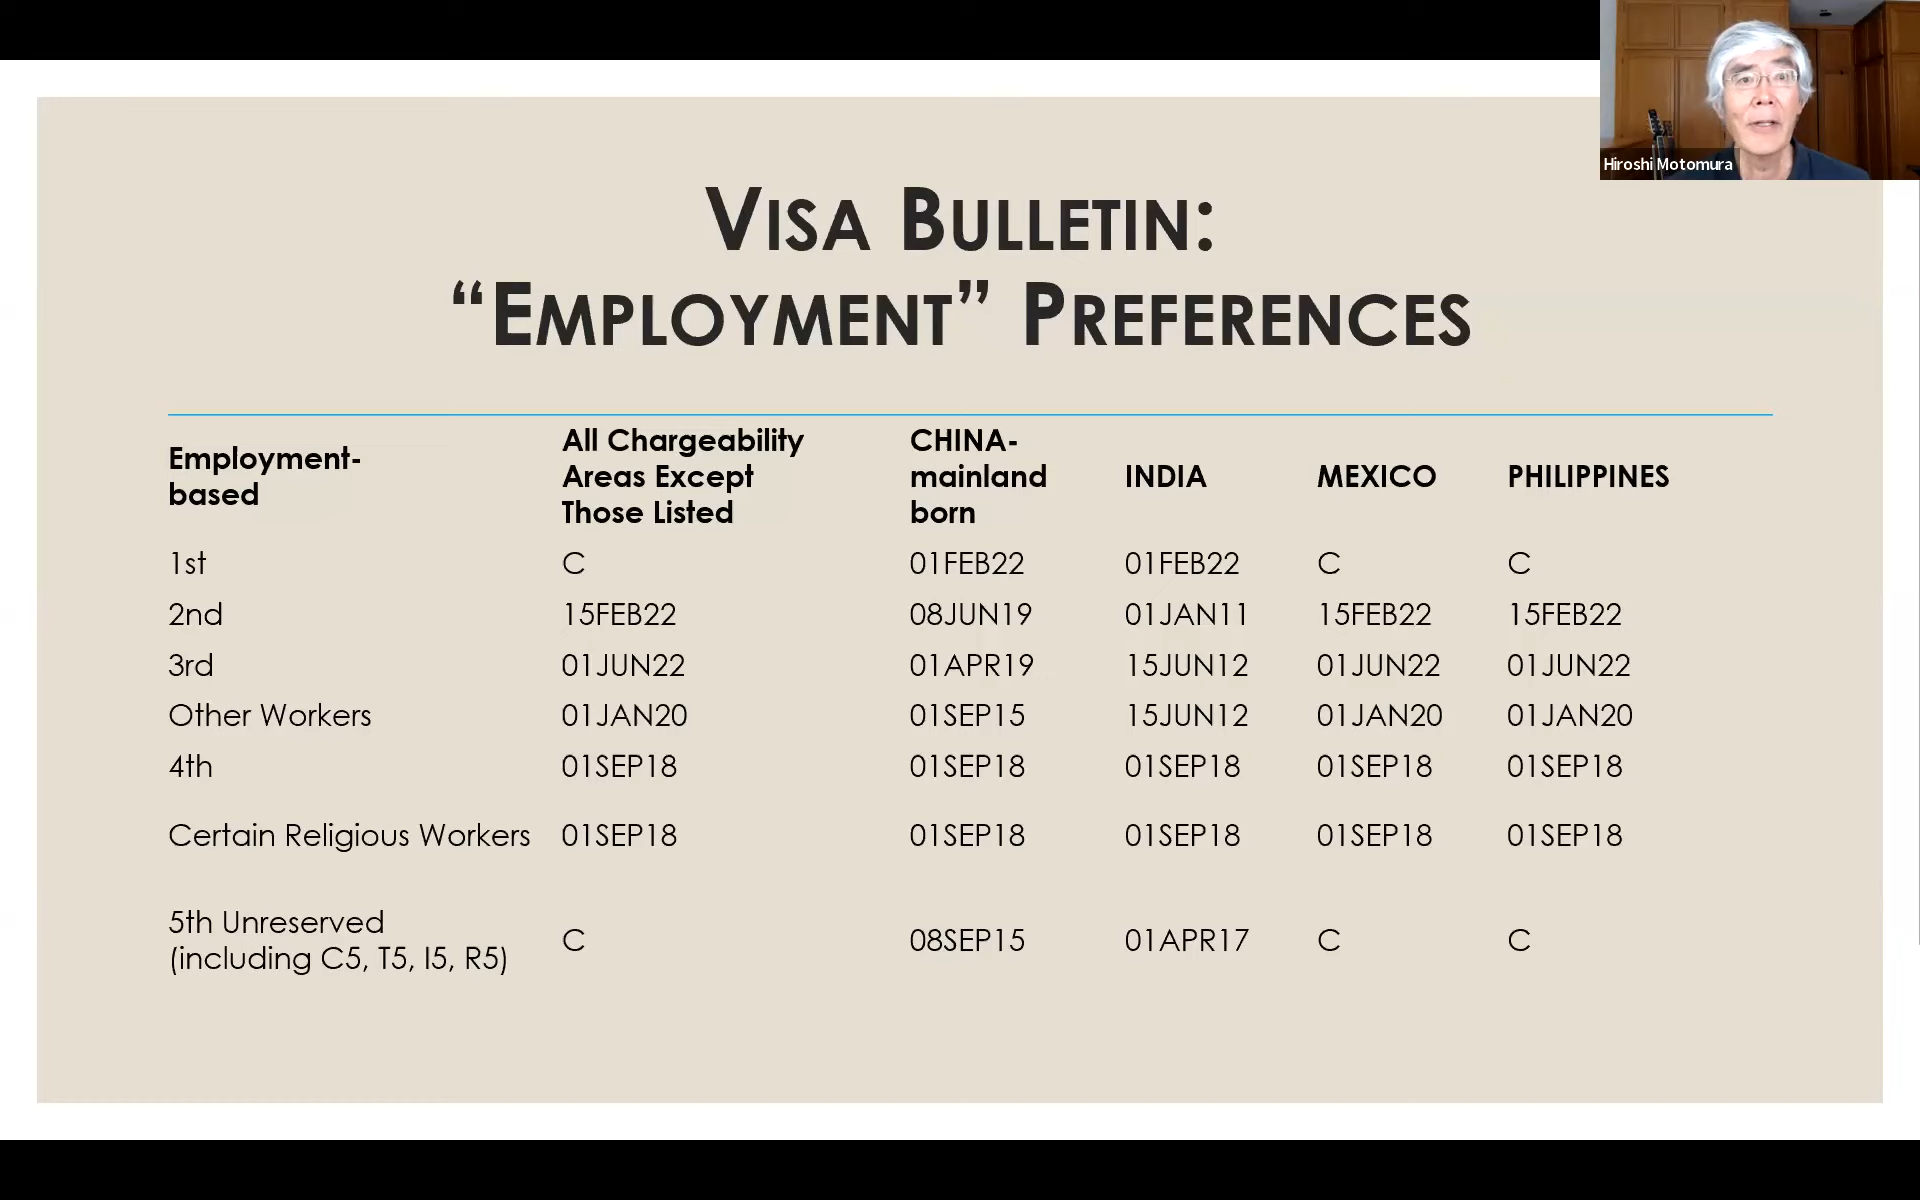 Hiroshi Motomura
VISA BULLETIN:
“EMPLOYMENT” PREFERENCES
Employment-
based
All Chargeability
Areas Except
Those Listed
CHINA-
mainland
born
INDIA
MEXICO
PHILIPPINES
1st C 01FEB22 01FEB22 C C
2nd 15FEB22 08JUN19 01JAN11 15FEB22 15FEB22
3rd 01JUN22 01APR19 15JUN12 01JUN22 01JUN22
Other Workers 01JAN20 01SEP15 15JUN12 01JAN20 01JAN20
4th 01SEP18 01SEP18 01SEP18 01SEP18 01SEP18
Certain Religious Workers 01SEP18 01SEP18 01SEP18 01SEP18 01SEP18
5th Unreserved
(including C5, T5, I5, R5)
C 08SEP15 01APR17 C C